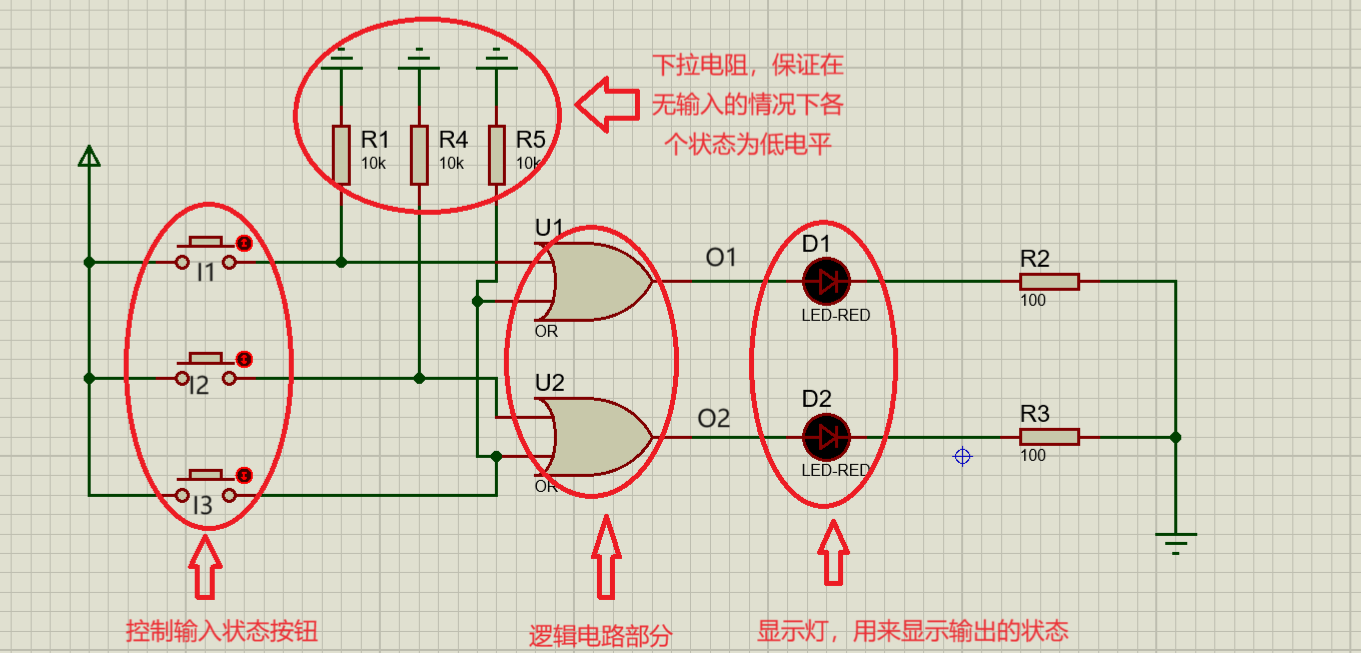 下拉电阻，保证在
无输入的情况下各
个状态为低电平
R1
10k
R4
10k
R5
10k
I1
I2
I3
U1
OR
U2
OR
O1
O2
D1
LED-RED
D2
LED-RED
R2
100
R3
100
控制输入状态按钮
逻辑电路部分
显示灯，用来显示输出的状态